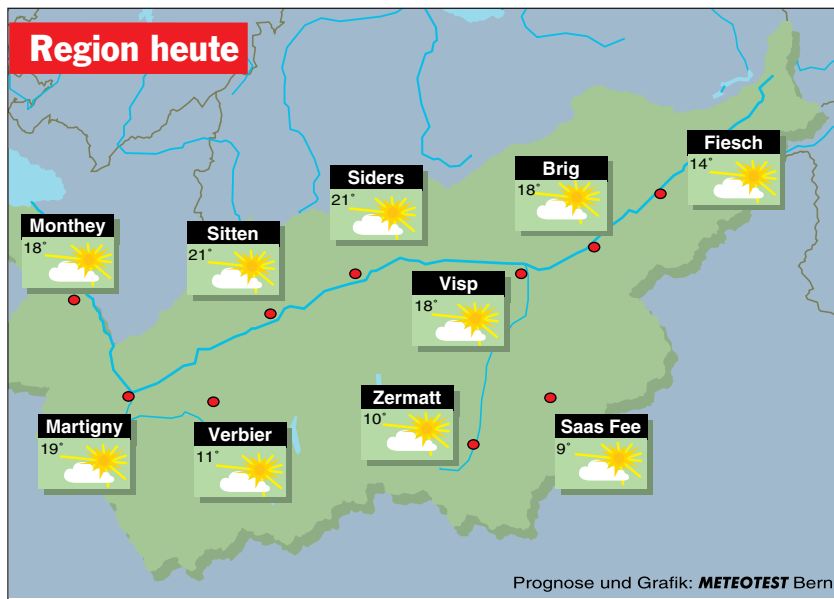 Region heute
Fiesch
14°
Brig
18°
Siders
21°
Monthey
18°
Sitten
21°
Visp
18°
Zermatt
10°
Martigny
19°
Verbier
11°
Saas Fee
9°
Prognose und Grafik: METEOTEST Bern